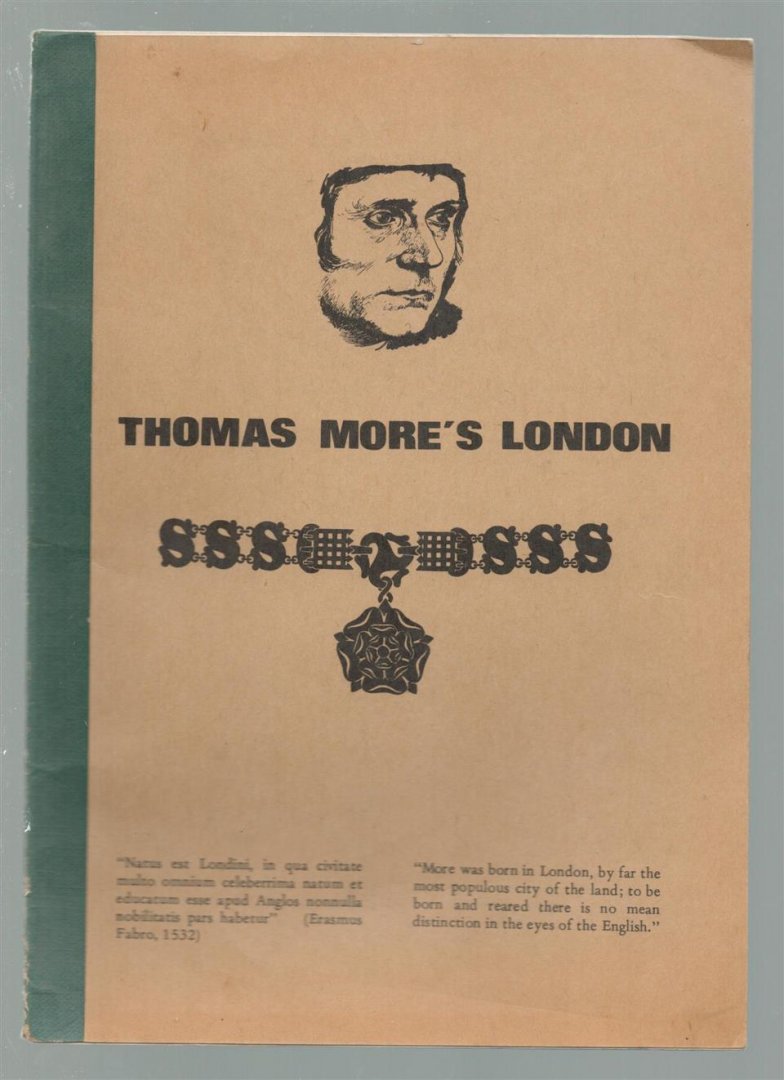 THOMAS MORE'S LONDON
SSS SSS
"Natus est Londini, in qua civitate
multo omnium celeberrima natum et
educatum esse apud Anglos nonnulla
nobilitatis pars habetur" (Erasmus
Fabro, 1532)
"More was born in London, by far the
most populous city of the land; to be
born and reared there is no mean
distinction in the eyes of the English."